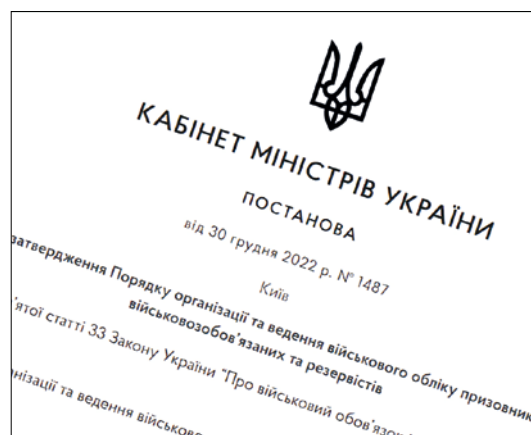 КАБІНЕТ МІНІСТРІВ УКРАЇНИ
ПОСТАНОВА
від 30 грудня 2022 р. № 1487
Київ
затвердження Порядку організації та ведення військового обліку призовник
військовозобов'язаних та резервістів
'ятої статті 33 Закону України "Про військовий обов'язо
нізації та ведення військово